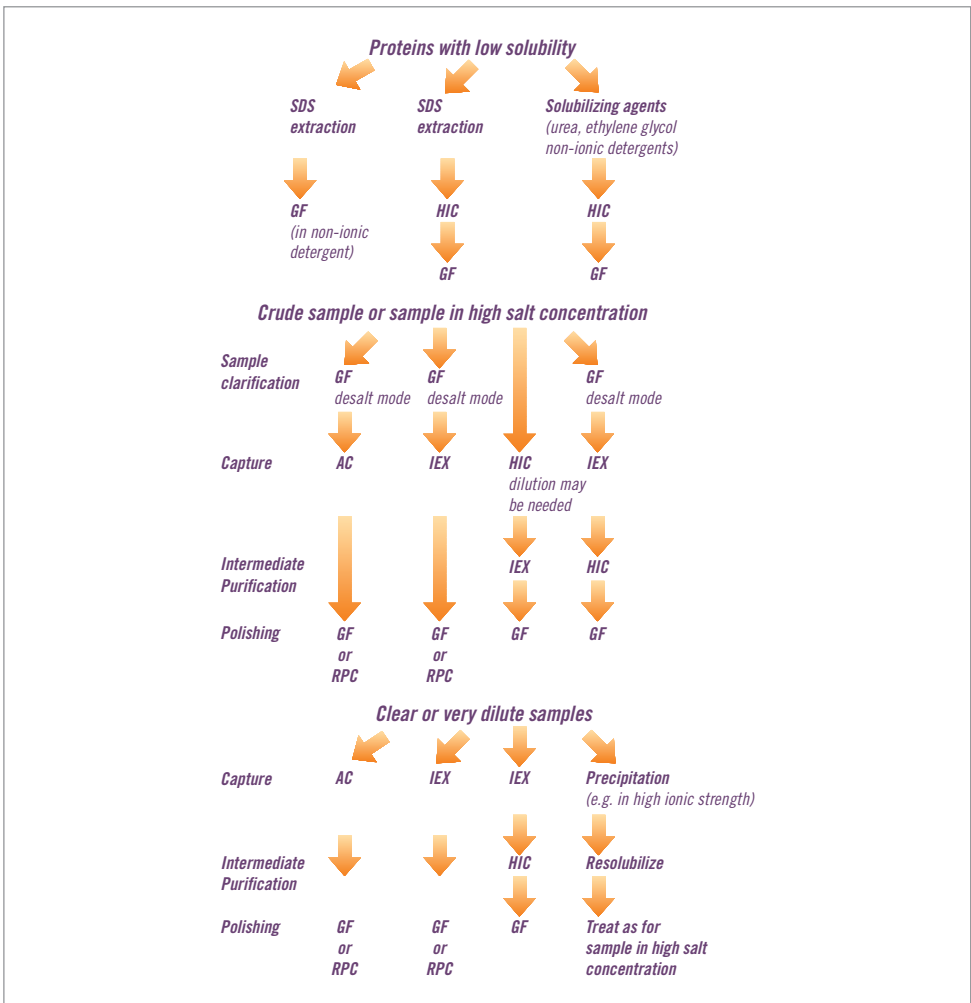 Proteins with low solubility
SDS
extraction
SDS
extraction
Solubilizing agents
(urea, ethylene glycol
non-ionic detergents)
GF
(in non-ionic
detergent)
HIC
HIC
GF
GF
Crude sample or sample in high salt concentration
Sample
clarification
GF
desalt mode
GF
desalt mode
GF
desalt mode
Capture
AC
IEX
HIC
dilution may
be needed
IEX
Intermediate
Purification
IEX
HIC
Polishing
GF
or
RPC
GF
or
RPC
GF
GF
Clear or very dilute samples
Capture
AC
IEX
IEX
Precipitation
(e.g. in high ionic strength)
Intermediate
Purification
HIC
Resolubilize
Polishing
GF
or
RPC
GF
or
RPC
GF
Treat as for
sample in high salt
concentration